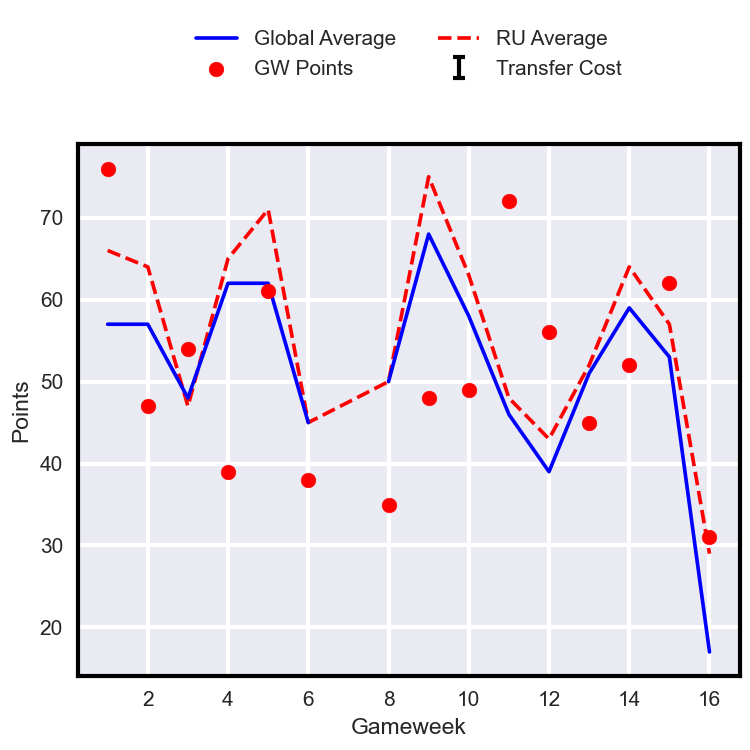 Global Average
RU Average
GW Points
Transfer Cost
70
60
50
40
30
20
Points
2 4 6 8 10 12 14 16
Gameweek